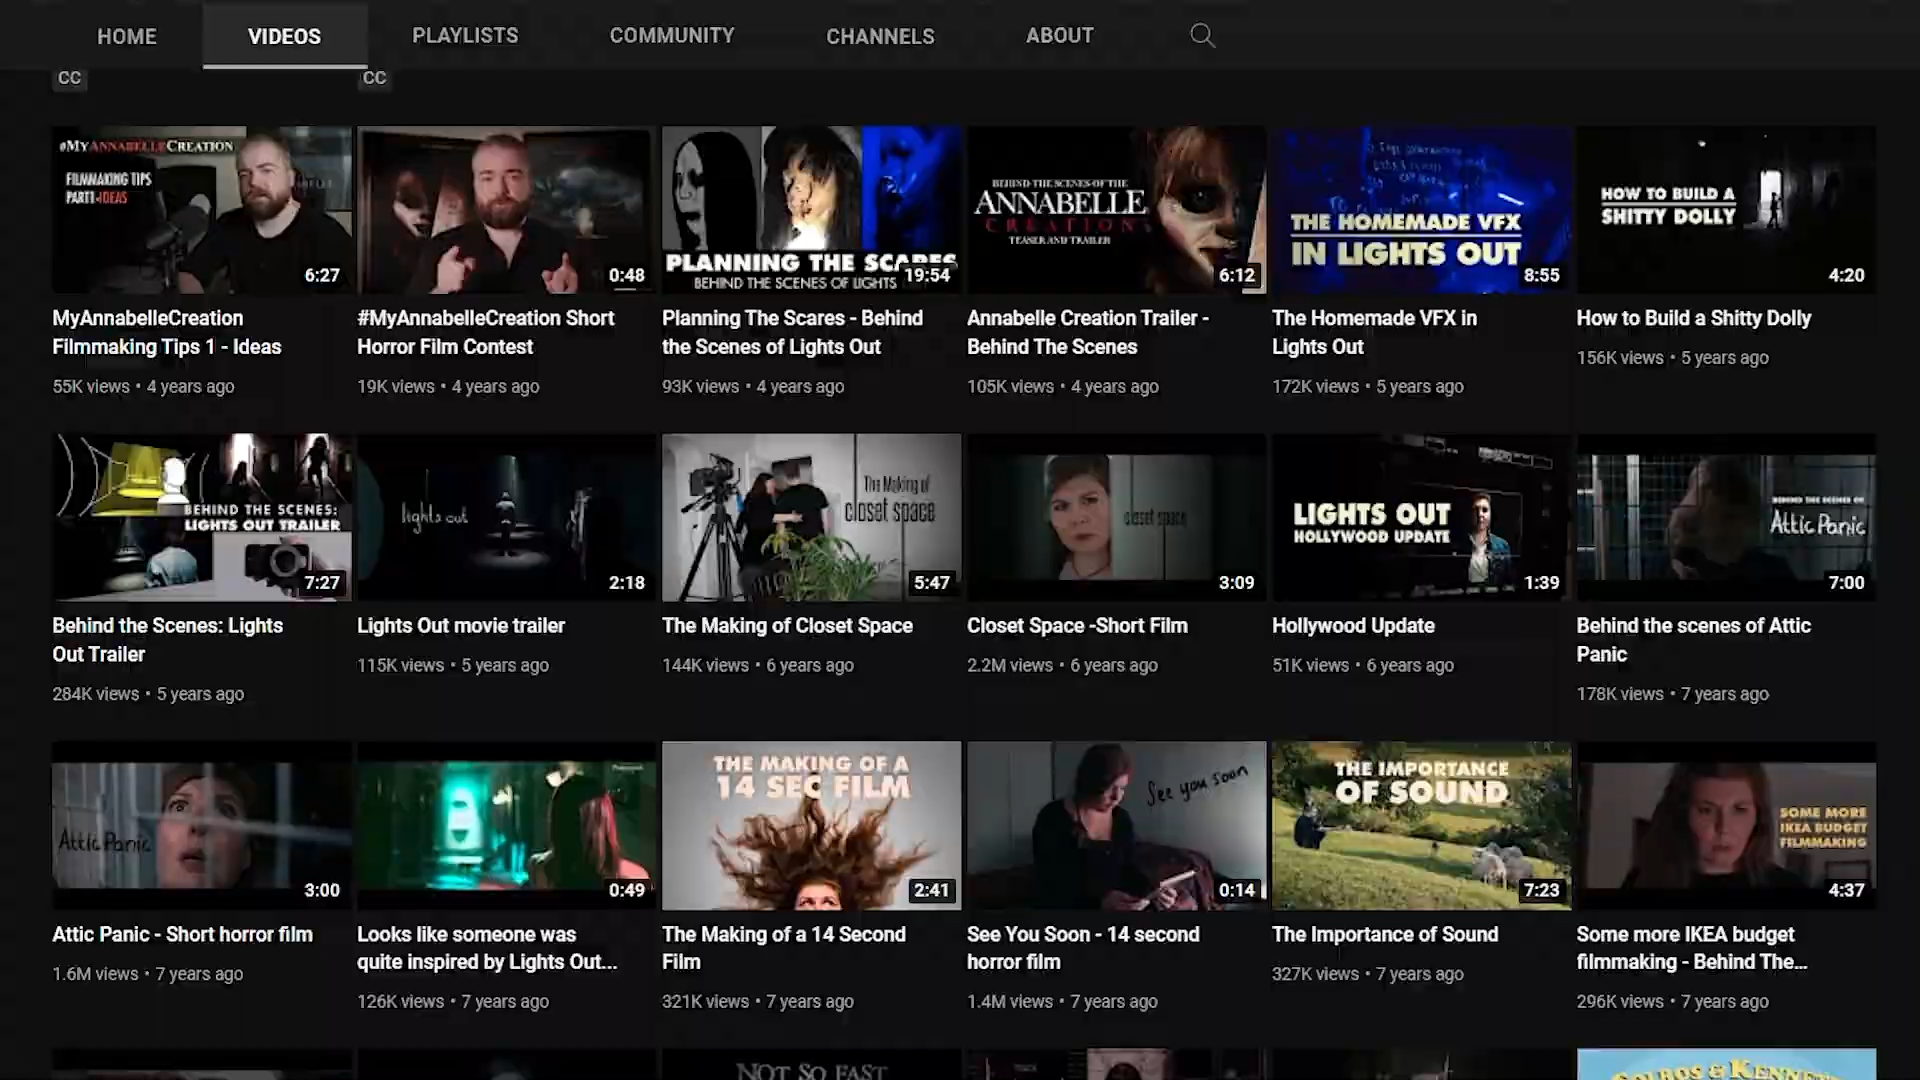 HOME
VIDEOS
PLAYLISTS
COMMUNITY
CHANNELS
ABOUT
CC
CC
#MYANNABELLECREATION
FILMMAKING TIPS
PART1-IDEAS
6:27
0:48
PLANNING THE SCARES
BEHIND THE SCENES OF LIGHTS
19:54
BEHIND THE SCENES OF THE
ANNABELLE
CREATION
TEASER AND TRAILER
6:12
THE HOMEMADE VFX
IN LIGHTS OUT
8:55
HOW TO BUILD A
SHITTY DOLLY
4:20
MyAnnabelleCreation
Filmmaking Tips 1 - Ideas
55K views • 4 years ago
#MyAnnabelleCreation Short
Horror Film Contest
19K views • 4 years ago
Planning The Scares - Behind
the Scenes of Lights Out
93K views • 4 years ago
Annabelle Creation Trailer -
Behind The Scenes
105K views • 4 years ago
The Homemade VFX in
Lights Out
172K views • 5 years ago
How to Build a Shitty Dolly
156K views • 5 years ago
BEHIND THE SCENES:
LIGHTS OUT TRAILER
7:27
lights out
2:18
The Making of
closet space
5:47
closet space
3:09
LIGHTS OUT
HOLLYWOOD UPDATE
1:39
BEHIND THE SCENES OF
Attic Panic
7:00
Behind the Scenes: Lights
Out Trailer
284K views • 5 years ago
Lights Out movie trailer
115K views • 5 years ago
The Making of Closet Space
144K views • 6 years ago
Closet Space -Short Film
2.2M views • 6 years ago
Hollywood Update
51K views • 6 years ago
Behind the scenes of Attic
Panic
178K views • 7 years ago
Attic Panic
3:00
0:49
THE MAKING OF A
14 SEC FILM
2:41
See you soon
0:14
THE IMPORTANCE
OF SOUND
7:23
SOME MORE
IKEA BUDGET
FILMMAKING
4:37
Attic Panic - Short horror film
1.6M views • 7 years ago
Looks like someone was
quite inspired by Lights Out...
126K views • 7 years ago
The Making of a 14 Second
Film
321K views • 7 years ago
See You Soon - 14 second
horror film
1.4M views • 7 years ago
The Importance of Sound
327K views • 7 years ago
Some more IKEA budget
filmmaking - Behind The...
296K views • 7 years ago
NOT SO FAST